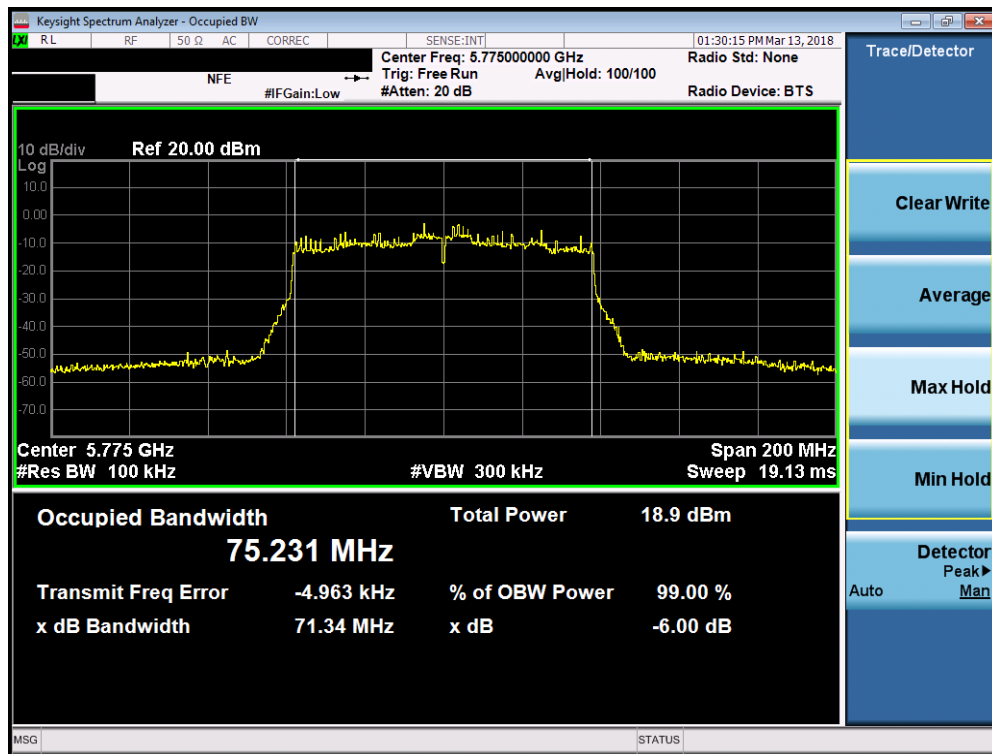 Keysight Spectrum Analyzer - Occupied BW
LXI RL RF 50 Ω AC CORREC SENSE:INT 01:30:15 PM Mar 13, 2018
Center Freq: 5.775000000 GHz Radio Std: None
NFE Trig: Free Run Avg|Hold: 100/100
#IFGain:Low #Atten: 20 dB Radio Device: BTS
Trace/Detector
10 dB/div Ref 20.00 dBm
Log
10.0
0.00
-10.0
-20.0
-30.0
-40.0
-50.0
-60.0
-70.0
Center 5.775 GHz Span 200 MHz
#Res BW 100 kHz #VBW 300 kHz Sweep 19.13 ms
Occupied Bandwidth Total Power 18.9 dBm
75.231 MHz
Transmit Freq Error -4.963 kHz % of OBW Power 99.00 %
x dB Bandwidth 71.34 MHz x dB -6.00 dB
Clear Write
Average
Max Hold
Min Hold
Detector
Peak▶
Auto Man
MSG STATUS